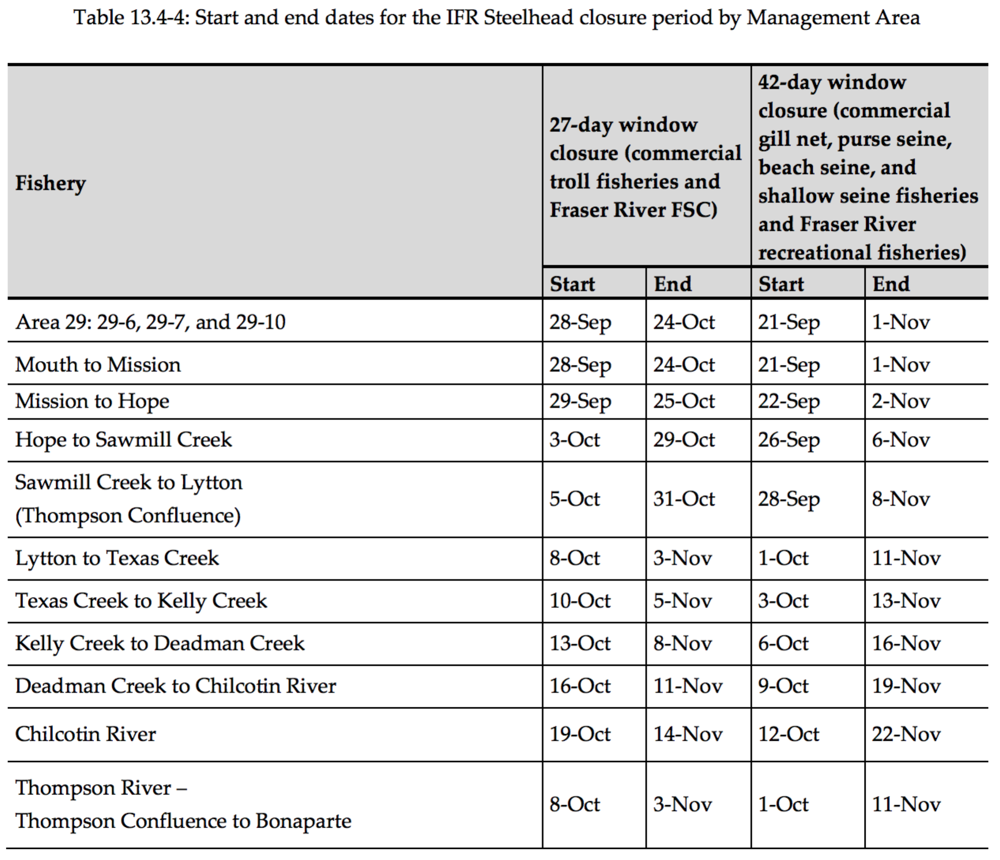 Table 13.4-4: Start and end dates for the IFR Steelhead closure period by Management Area
Fishery
27-day window
closure (commercial
troll fisheries and
Fraser River FSC)
42-day window
closure (commercial
gill net, purse seine,
beach seine, and
shallow seine fisheries
and Fraser River
recreational fisheries)
Start End Start End
Area 29: 29-6, 29-7, and 29-10 28-Sep 24-Oct 21-Sep 1-Nov
Mouth to Mission 28-Sep 24-Oct 21-Sep 1-Nov
Mission to Hope 29-Sep 25-Oct 22-Sep 2-Nov
Hope to Sawmill Creek 3-Oct 29-Oct 26-Sep 6-Nov
Sawmill Creek to Lytton
(Thompson Confluence)
5-Oct 31-Oct 28-Sep 8-Nov
Lytton to Texas Creek 8-Oct 3-Nov 1-Oct 11-Nov
Texas Creek to Kelly Creek 10-Oct 5-Nov 3-Oct 13-Nov
Kelly Creek to Deadman Creek 13-Oct 8-Nov 6-Oct 16-Nov
Deadman Creek to Chilcotin River 16-Oct 11-Nov 9-Oct 19-Nov
Chilcotin River 19-Oct 14-Nov 12-Oct 22-Nov
Thompson River –
Thompson Confluence to Bonaparte
8-Oct 3-Nov 1-Oct 11-Nov